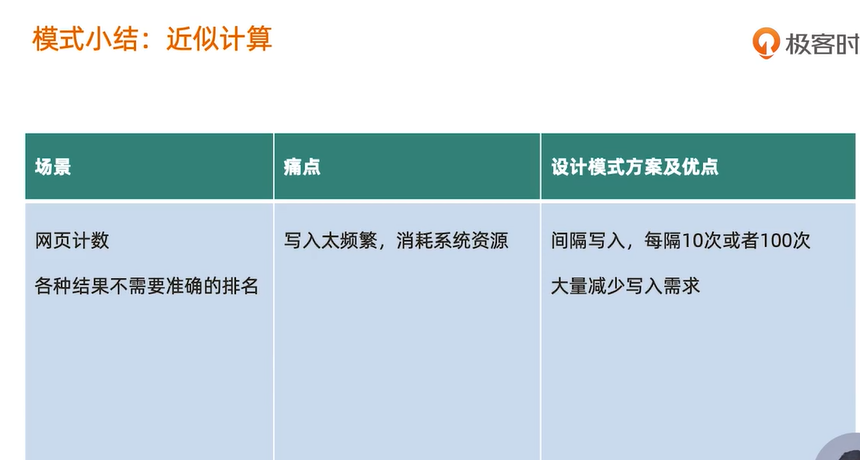 模式小结：近似计算
极客时
场景
痛点
设计模式方案及优点
网页计数
各种结果不需要准确的排名
写入太频繁，消耗系统资源
间隔写入，每隔10次或者100次
大量减少写入需求